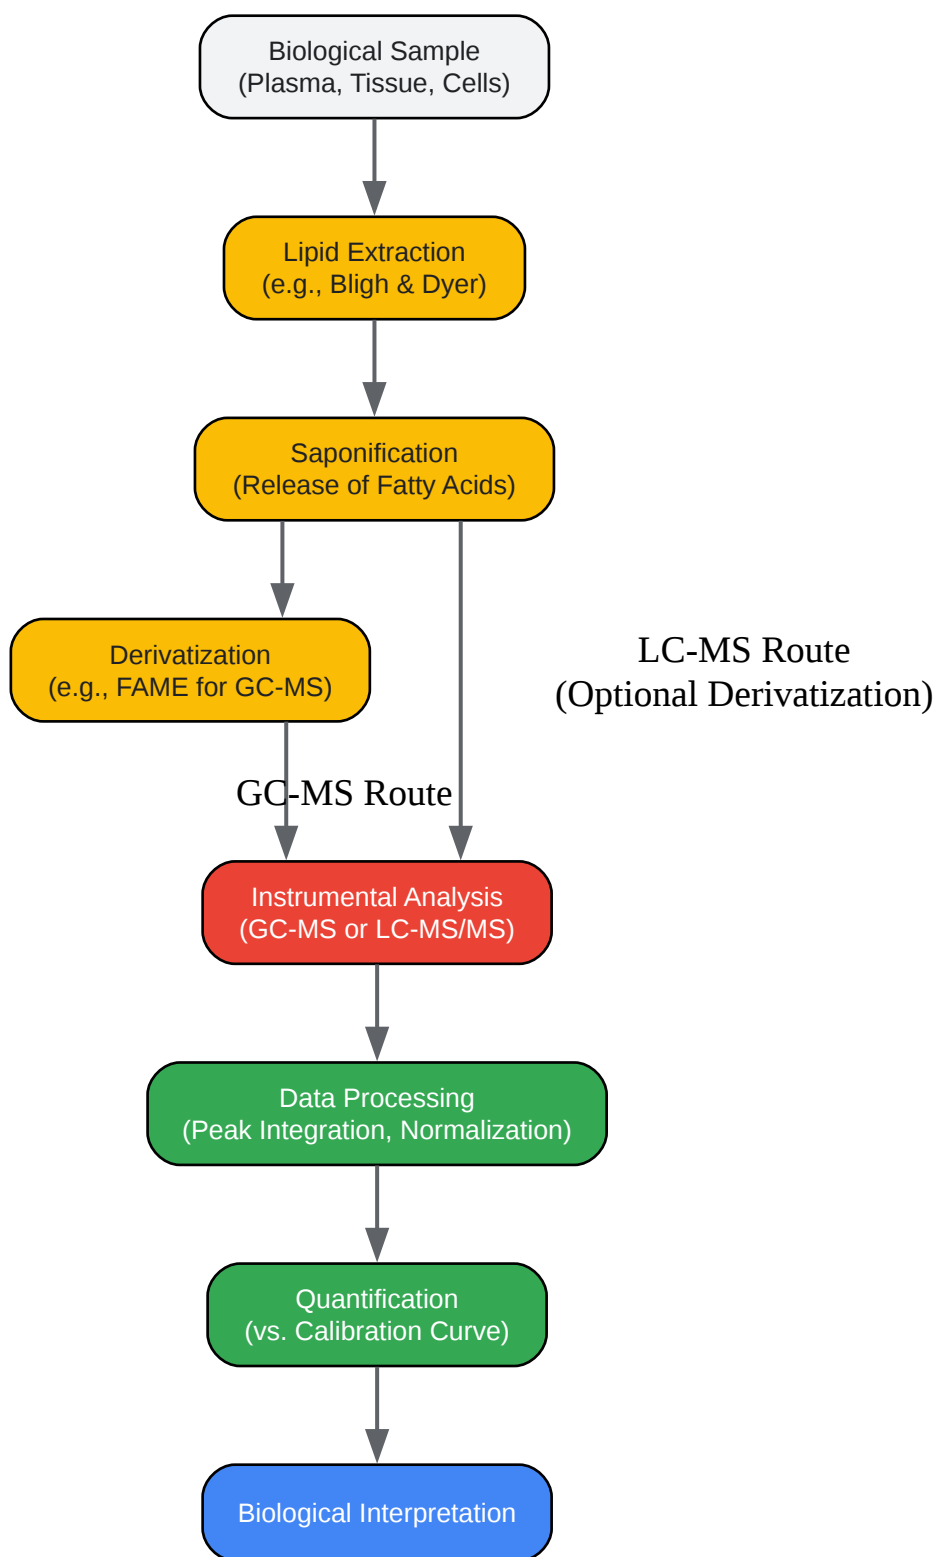 Biological Sample
(Plasma, Tissue, Cells)
Lipid Extraction
(e.g., Bligh & Dyer)
Saponification
(Release of Fatty Acids)
Derivatization
(e.g., FAME for GC-MS)
LC-MS Route
(Optional Derivatization)
GC-MS Route
Instrumental Analysis
(GC-MS or LC-MS/MS)
Data Processing
(Peak Integration, Normalization)
Quantification
(vs. Calibration Curve)
Biological Interpretation